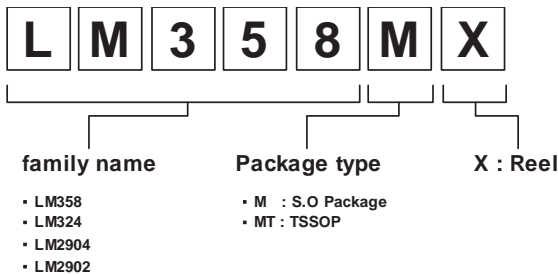 L M 3 5 8 M X
family name Package type X : Reel
▪ LM358 ▪ M : S.O Package
▪ LM324 ▪ MT : TSSOP
▪ LM2904
▪ LM2902